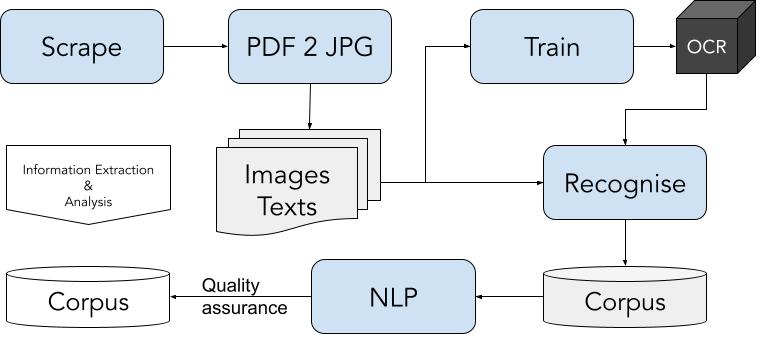 Scrape
PDF 2 JPG
Train
OCR
Information Extraction
&
Analysis
Images
Texts
Recognise
Corpus
Quality
assurance
NLP
Corpus